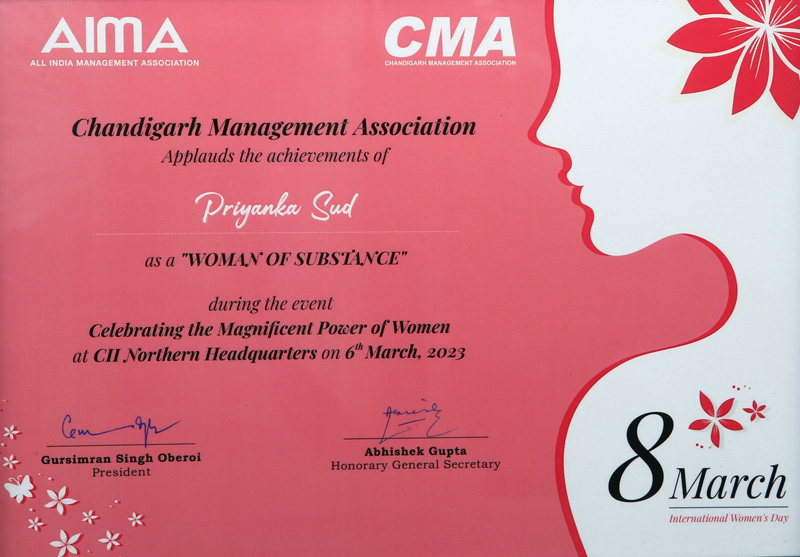 AIMA
ALL INDIA MANAGEMENT ASSOCIATION
CMA
CHANDIGARH MANAGEMENT ASSOCIATION
Chandigarh Management Association
Applauds the achievements of
Priyanka Sud
as a "WOMAN OF SUBSTANCE"
during the event
Celebrating the Magnificent Power of Women
at CII Northern Headquarters on 6th March, 2023
Gursimran Singh Oberoi
President
Abhishek Gupta
Honorary General Secretary
8 March
International Women's Day